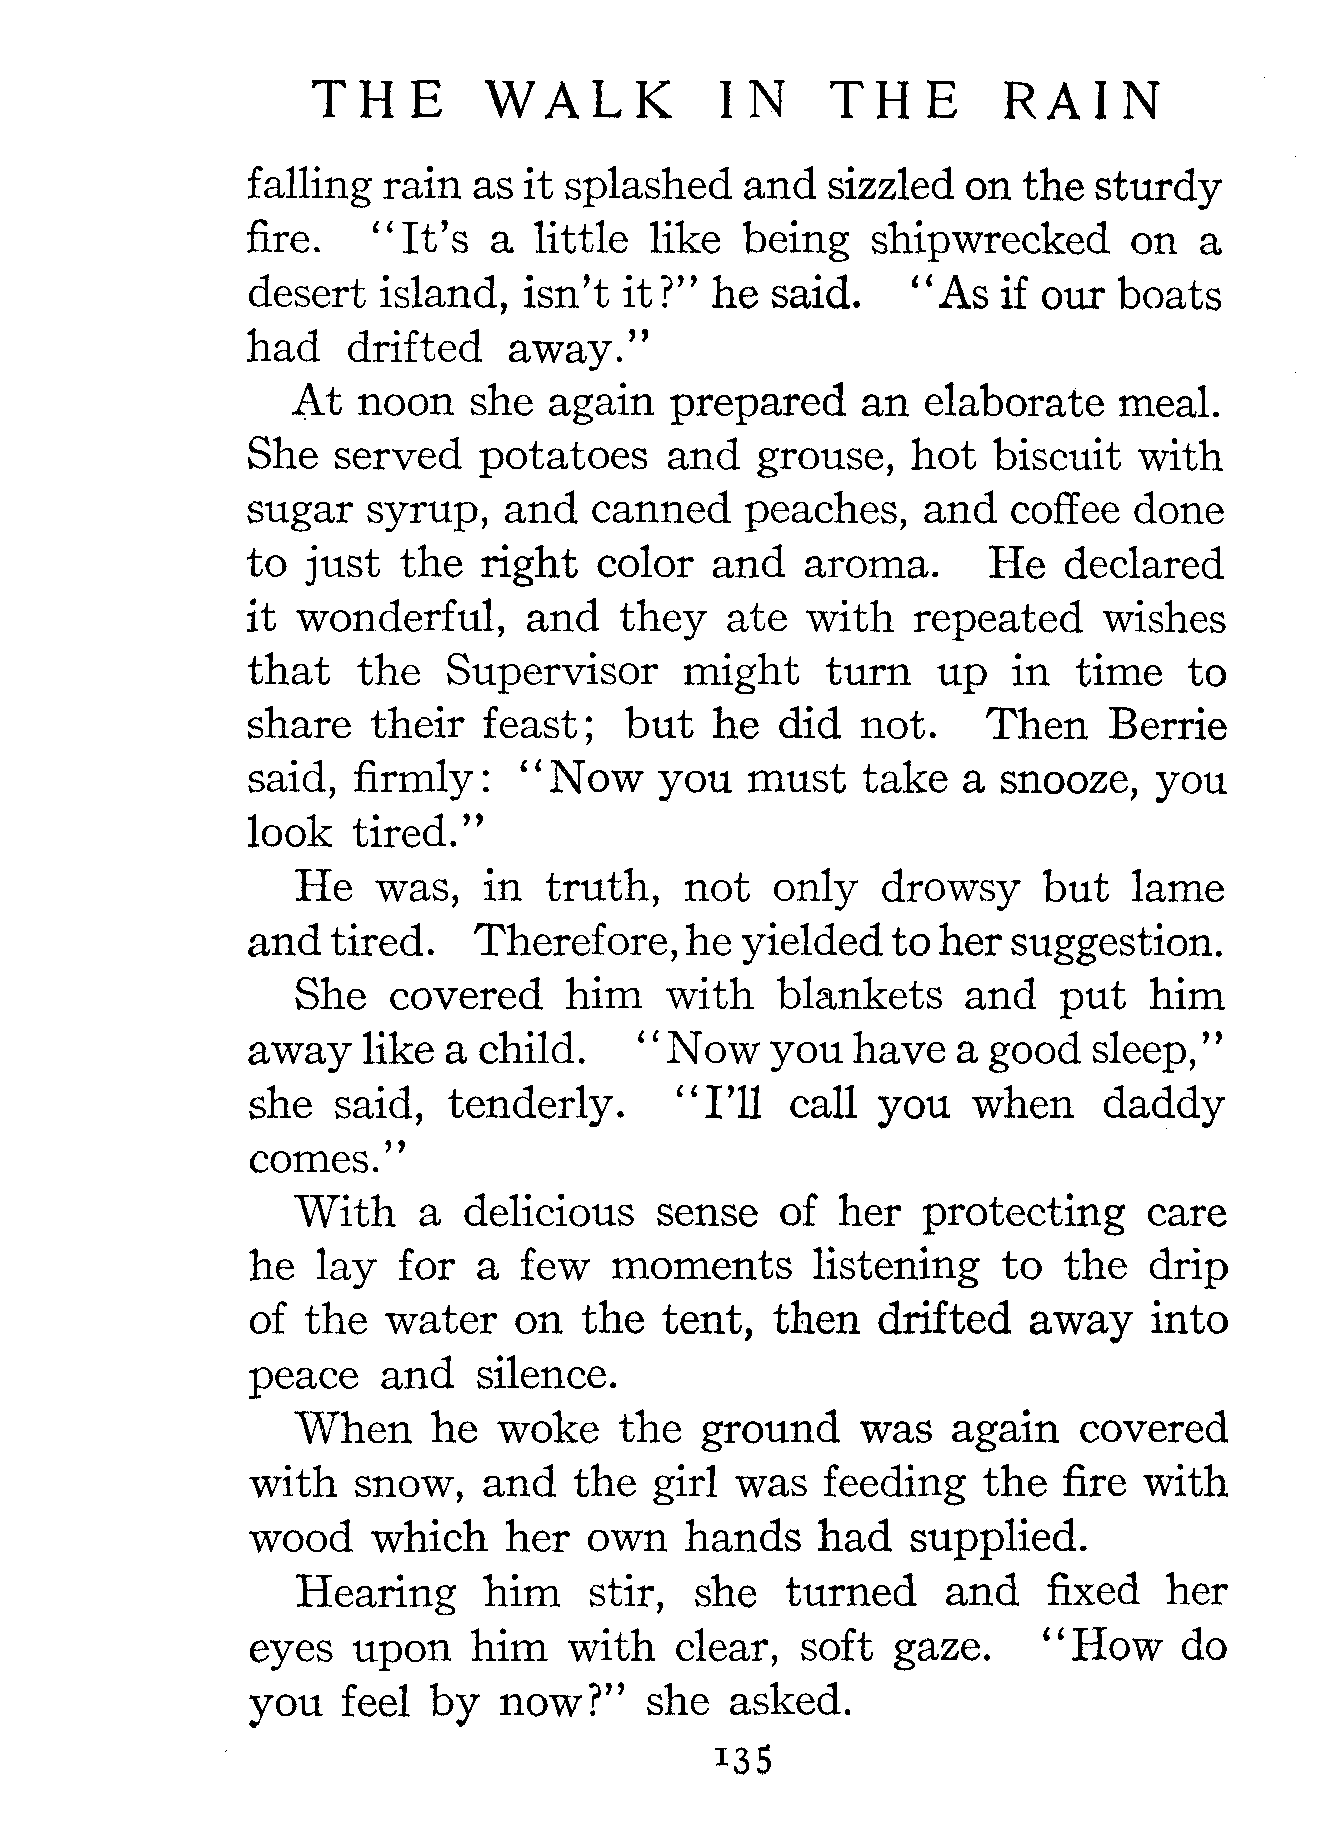 THE WALK IN THE RAIN
falling rain as it splashed and sizzled on the sturdy
fire. "It's a little like being shipwrecked on a
desert island, isn't it?" he said. "As if our boats
had drifted away."
At noon she again prepared an elaborate meal.
She served potatoes and grouse, hot biscuit with
sugar syrup, and canned peaches, and coffee done
to just the right color and aroma. He declared
it wonderful, and they ate with repeated wishes
that the Supervisor might turn up in time to
share their feast; but he did not. Then Berrie
said, firmly: "Now you must take a snooze, you
look tired."
He was, in truth, not only drowsy but lame
and tired. Therefore, he yielded to her suggestion.
She covered him with blankets and put him
away like a child. "Now you have a good sleep,"
she said, tenderly. "I'll call you when daddy
comes."
With a delicious sense of her protecting care
he lay for a few moments listening to the drip
of the water on the tent, then drifted away into
peace and silence.
When he woke the ground was again covered
with snow, and the girl was feeding the fire with
wood which her own hands had supplied.
Hearing him stir, she turned and fixed her
eyes upon him with clear, soft gaze. "How do
you feel by now?" she asked.
135